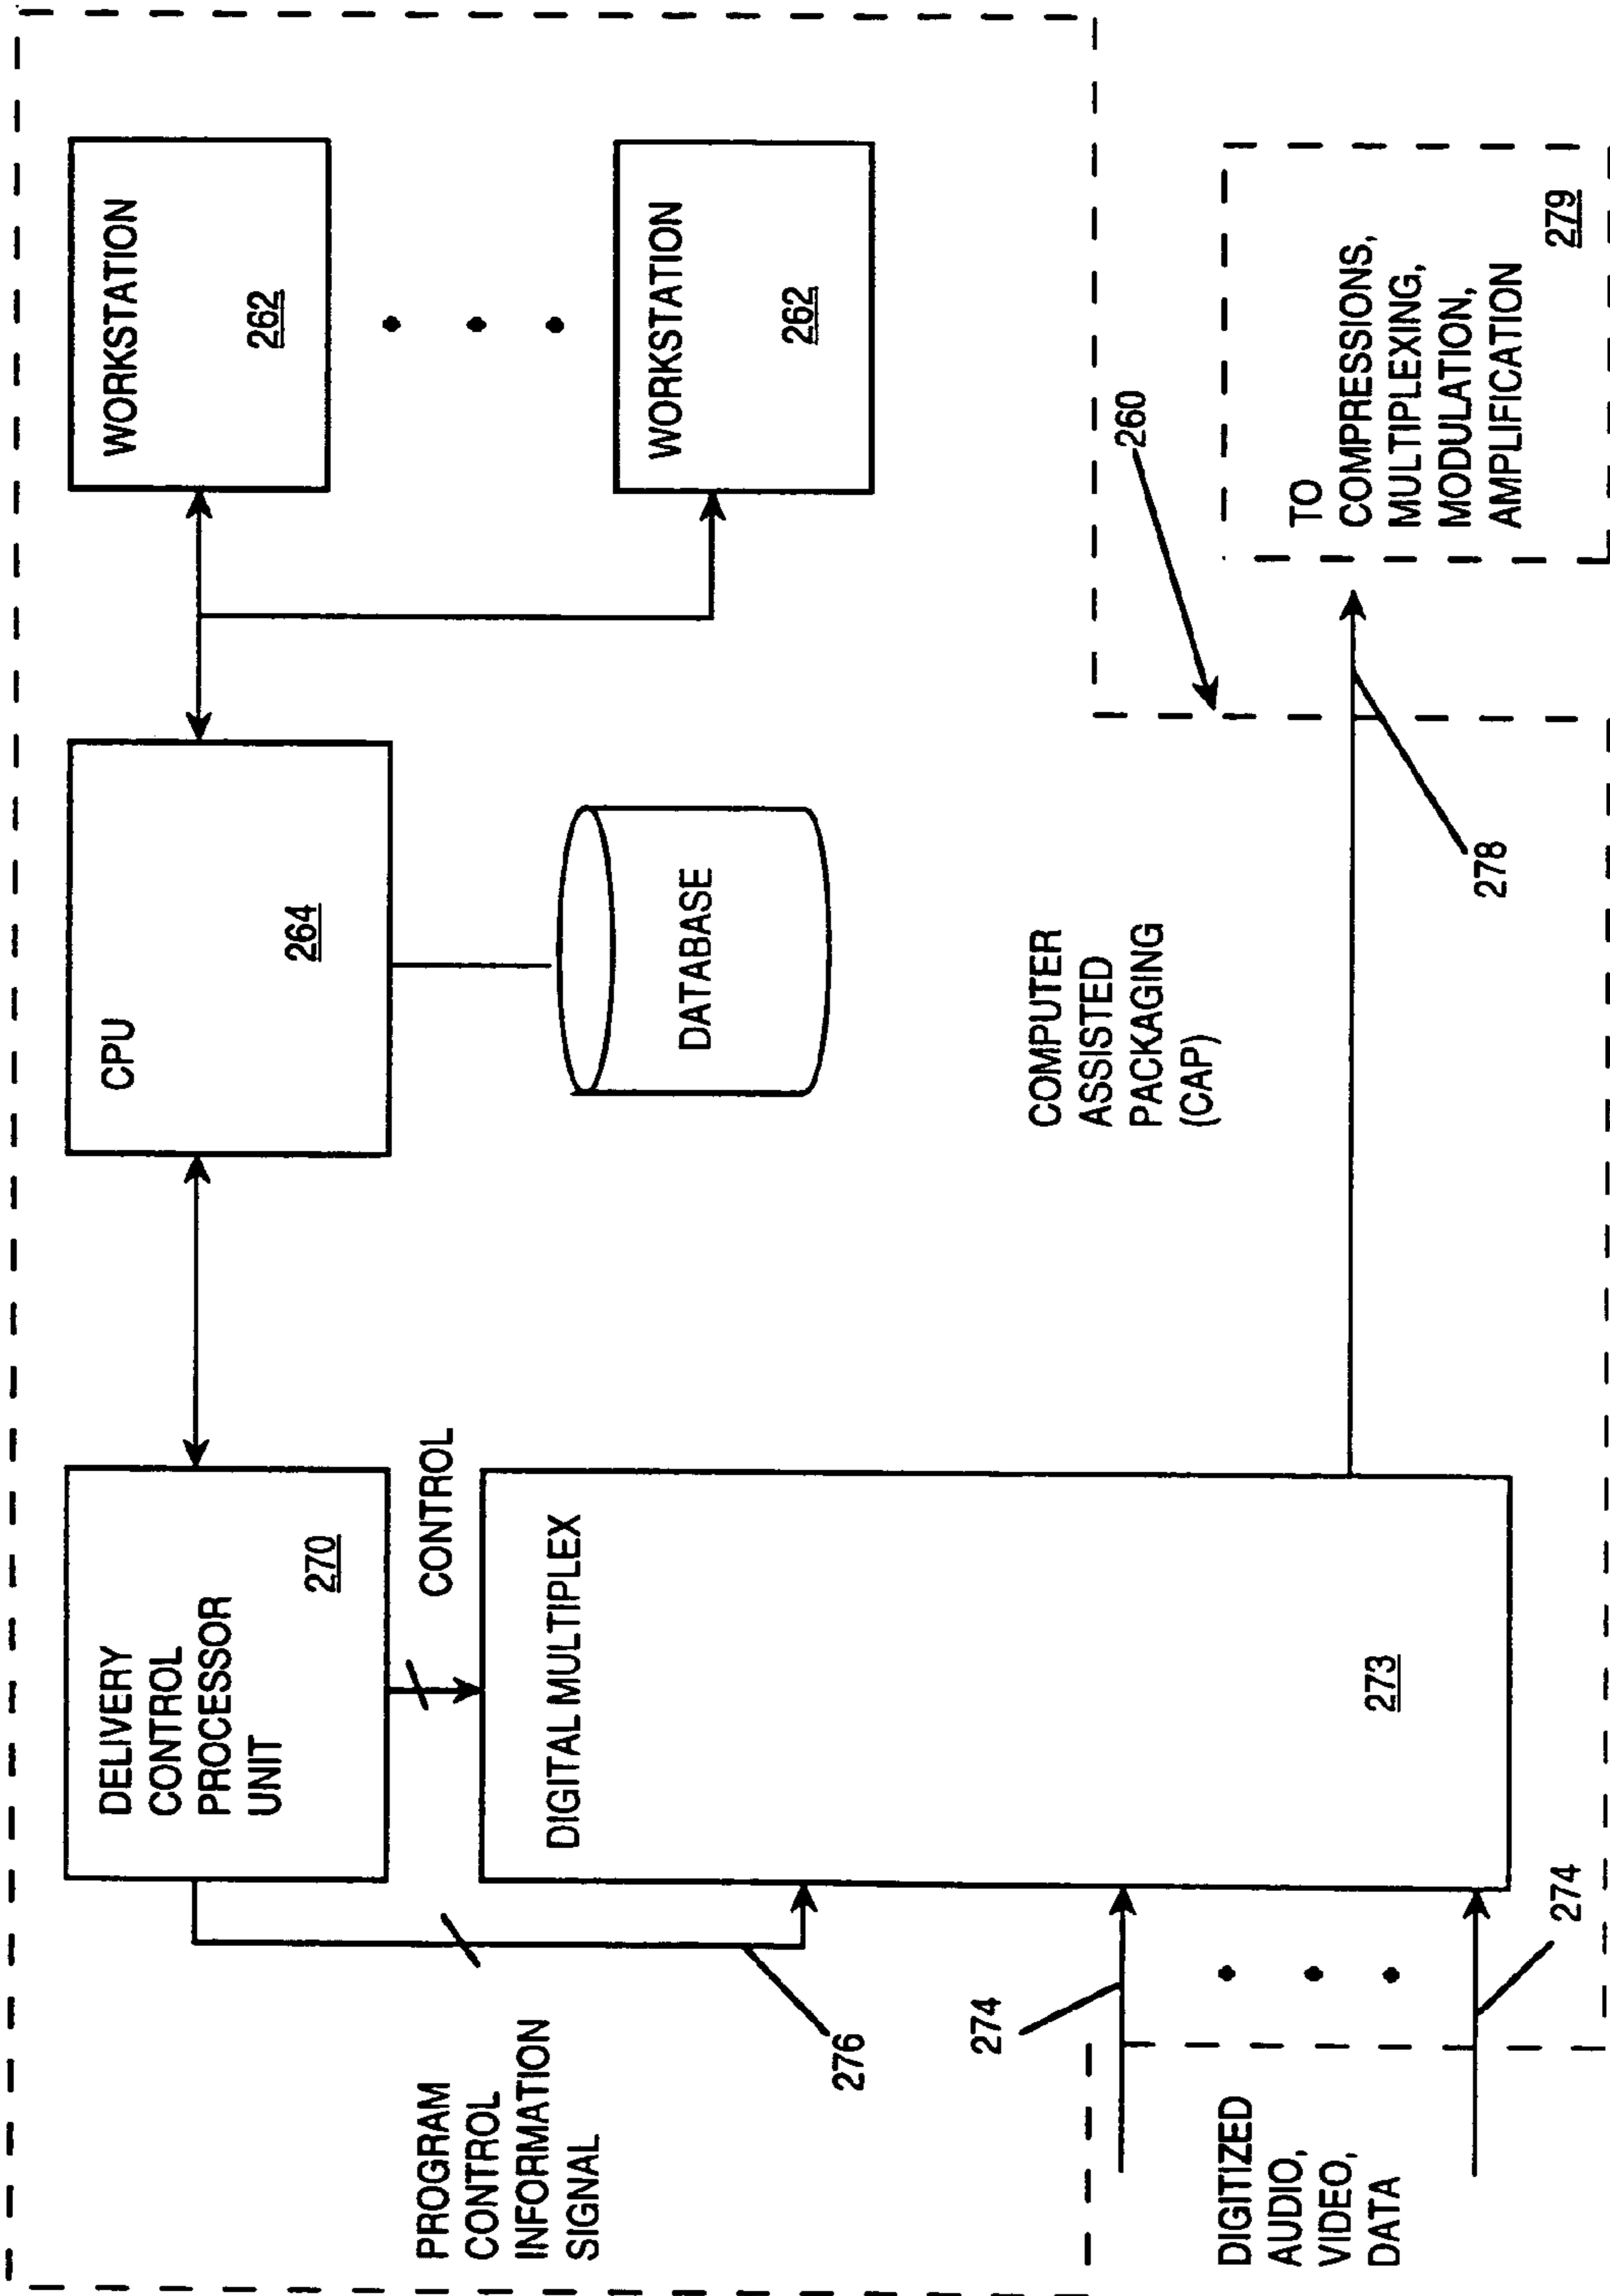 DELIVERY
CONTROL
PROCESSOR
UNIT
270
CPU
264
WORKSTATION
262
WORKSTATION
262
DATABASE
CONTROL
PROGRAM
CONTROL
INFORMATION
SIGNAL
276
DIGITAL MULTIPLEX
273
274
274
DIGITIZED
AUDIO,
VIDEO,
DATA
COMPUTER
ASSISTED
PACKAGING
(CAP)
260
278
TO
COMPRESSIONS,
MULTIPLEXING,
MODULATION,
AMPLIFICATION
279